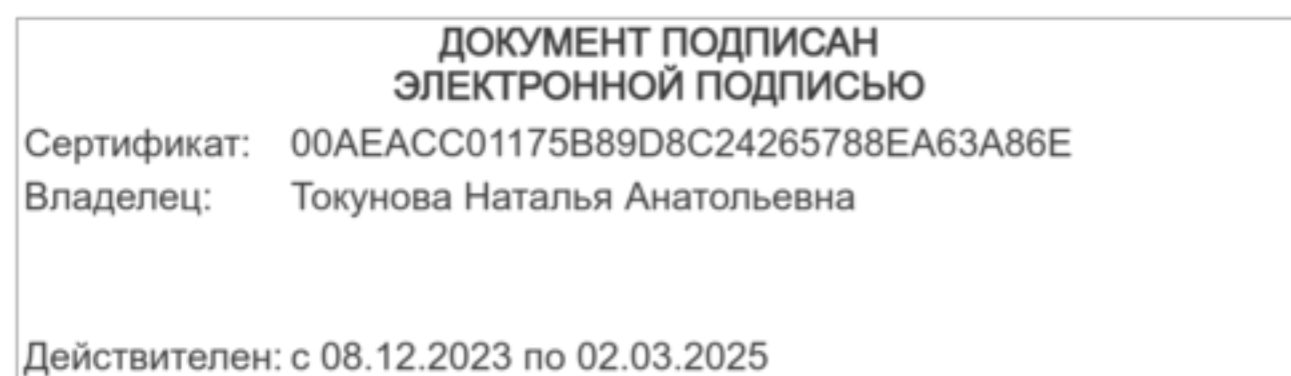 ДОКУМЕНТ ПОДПИСАН
ЭЛЕКТРОННОЙ ПОДПИСЬЮ
Сертификат: 00AEACC01175B89D8C24265788EA63A86E
Владелец: Токунова Наталья Анатольевна
Действителен: с 08.12.2023 по 02.03.2025